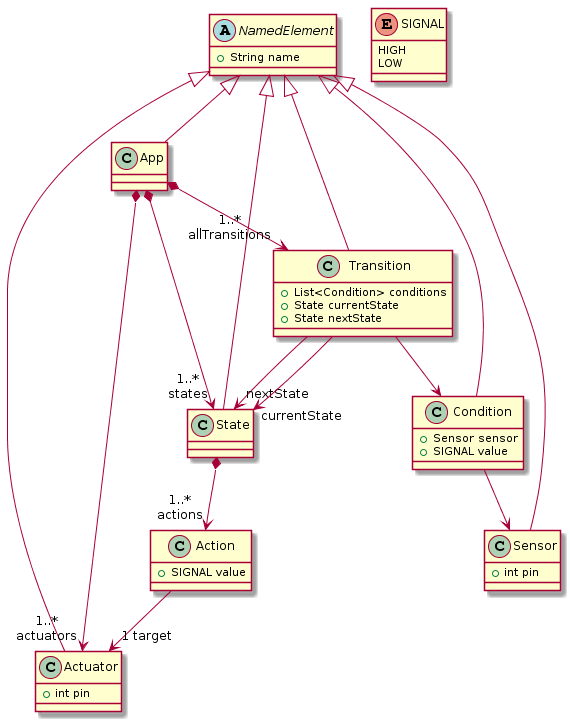 A NamedElement
String name
E SIGNAL
HIGH
LOW
C App
1..*
allTransitions
C Transition
List<Condition> conditions
State currentState
State nextState
1..*
states
nextState
currentState
C State
C Condition
Sensor sensor
SIGNAL value
1..*
actions
C Action
SIGNAL value
C Sensor
int pin
1..*
actuators
1 target
C Actuator
int pin